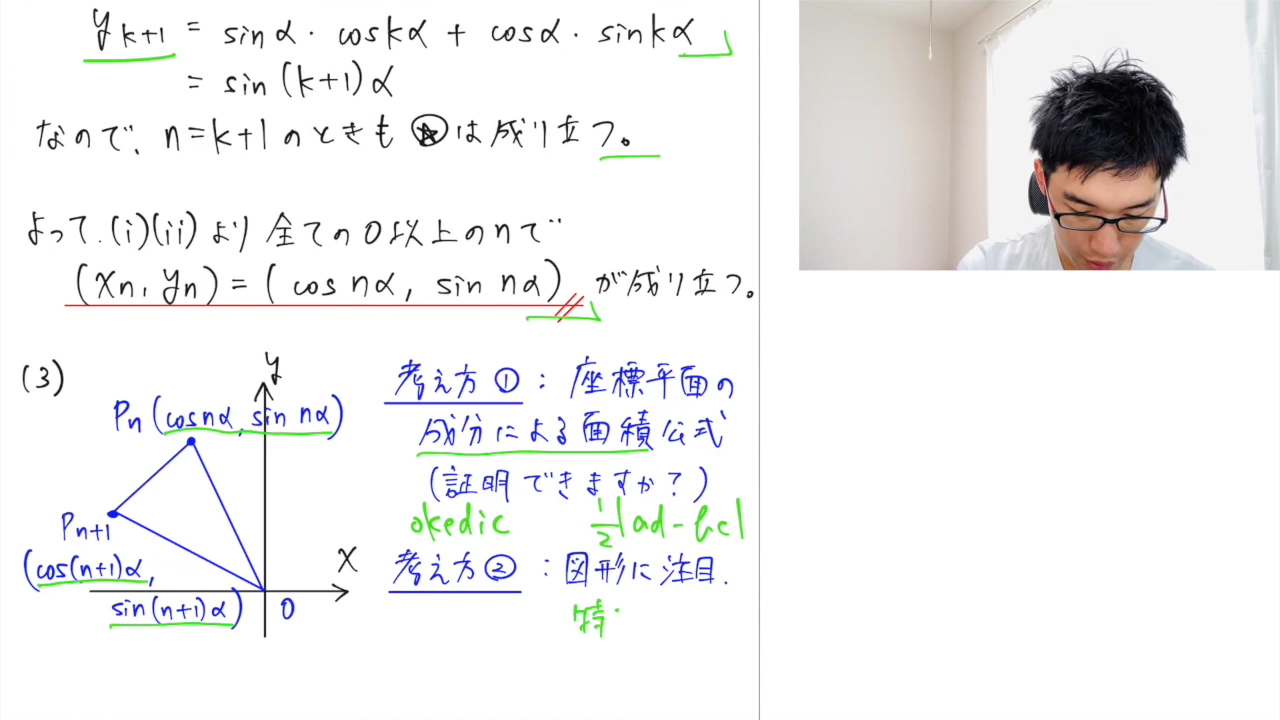 y_{k+1} = sinα・coskα + cosα・sinkα
= sin(k+1)α
なので、n=k+1のときも ☆は成り立つ。
よって、(i)(ii)より全ての0以上のnで
(x_n, y_n) = (cos nα, sin nα) が成り立つ。
(3)
y
P_n (cos nα, sin nα)
P_{n+1}
(cos(n+1)α,
sin(n+1)α)
x
O
考え方①：座標平面の
成分による面積公式
(証明できますか？)
okedic 1/2|ad-bc|
考え方②：図形に注目.
特